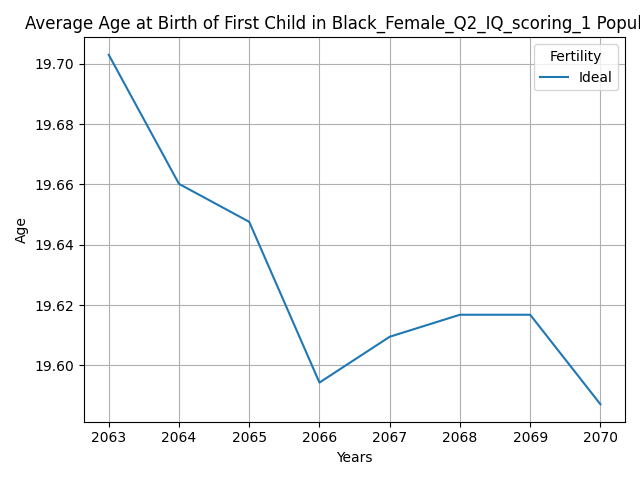 Average Age at Birth of First Child in Black_Female_Q2_IQ_scoring_1 Popul
Fertility
Ideal
19.70
19.68
19.66
19.64
19.62
19.60
Age
2063 2064 2065 2066 2067 2068 2069 2070
Years